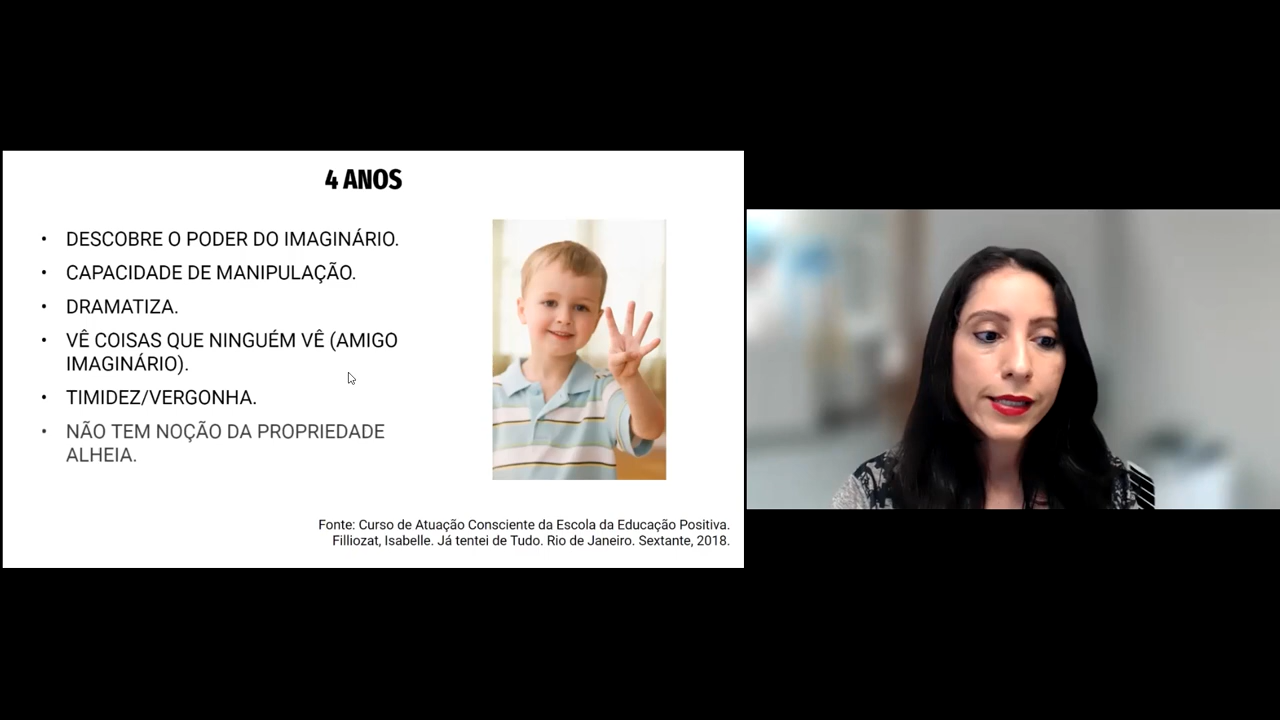 4 ANOS
• DESCOBRE O PODER DO IMAGINÁRIO.
• CAPACIDADE DE MANIPULAÇÃO.
• DRAMATIZA.
• VÊ COISAS QUE NINGUÉM VÊ (AMIGO
IMAGINÁRIO).
• TIMIDEZ/VERGONHA.
• NÃO TEM NOÇÃO DA PROPRIEDADE
ALHEIA.
Fonte: Curso de Atuação Consciente da Escola da Educação Positiva.
Filliozat, Isabelle. Já tentei de Tudo. Rio de Janeiro. Sextante, 2018.